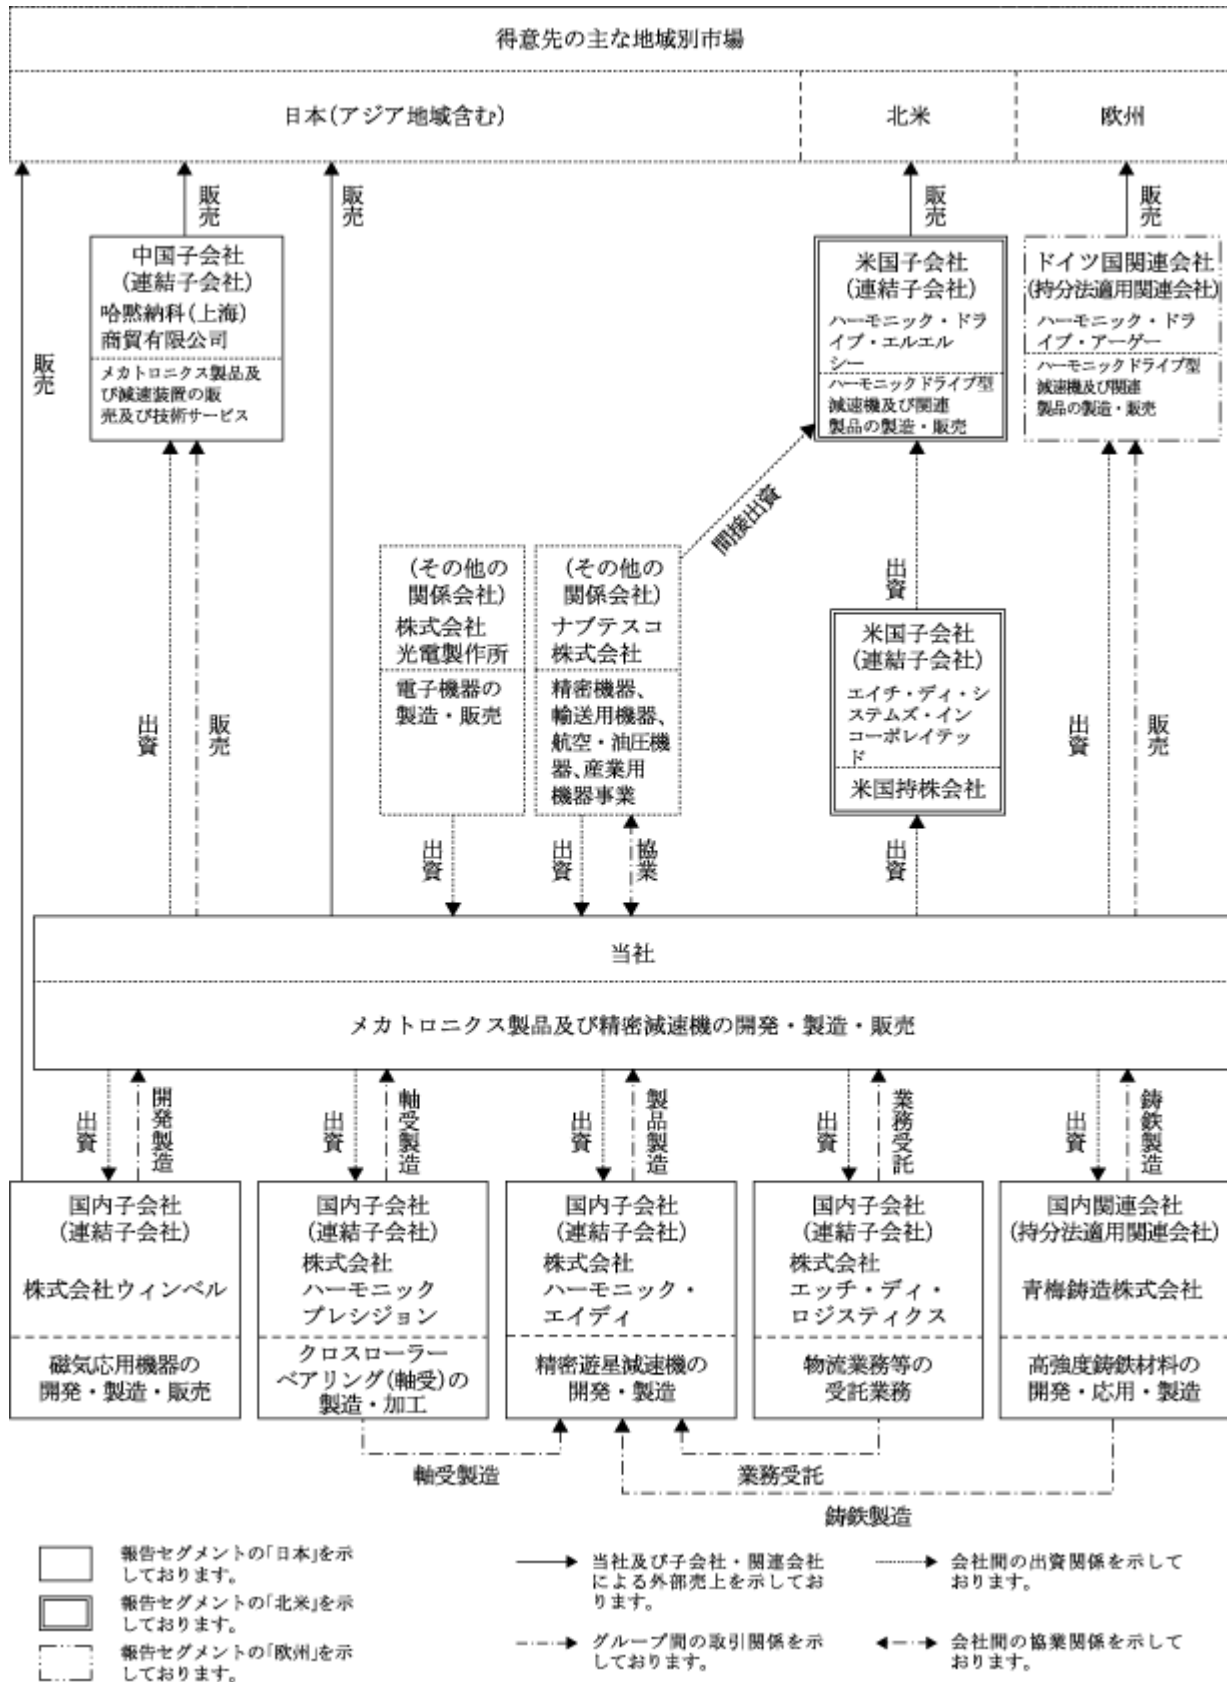 得意先の主な地域別市場
日本(アジア地域含む)
北米
欧州
販売
販売
販売
販売
販売
中国子会社
(連結子会社)
哈黙納科(上海)
商貿有限公司
メカトロニクス製品及
び減速装置の販
売及び技術サービス
米国子会社
(連結子会社)
ハーモニック・ドラ
イブ・エルエル
シー
ハーモニックドライブ型
減速機及び関連
製品の製造・販売
ドイツ国関連会社
(持分法適用関連会社)
ハーモニック・ドラ
イブ・アーゲー
ハーモニックドライブ型
減速機及び関連
製品の製造・販売
間接出資
出資
(その他の
関係会社)
株式会社
光電製作所
電子機器の
製造・販売
(その他の
関係会社)
ナブテスコ
株式会社
精密機器、
輸送用機器、
航空・油圧機
器、産業用
機器事業
米国子会社
(連結子会社)
エイチ・ディ・シ
ステムズ・イン
コーポレイテッ
ド
米国持株会社
出資
販売
出資
販売
出資
出資
協業
出資
当社
メカトロニクス製品及び精密減速機の開発・製造・販売
出資
開発製造
出資
軸受製造
出資
製品製造
出資
業務受託
出資
鋳鉄製造
国内子会社
(連結子会社)
株式会社ウィンベル
磁気応用機器の
開発・製造・販売
国内子会社
(連結子会社)
株式会社
ハーモニック
プレシジョン
クロスローラー
ベアリング(軸受)の
製造・加工
国内子会社
(連結子会社)
株式会社
ハーモニック・
エイディ
精密遊星減速機の
開発・製造
国内子会社
(連結子会社)
株式会社
エッチ・ディ・
ロジスティクス
物流業務等の
受託業務
国内関連会社
(持分法適用関連会社)
青梅鋳造株式会社
高強度鋳鉄材料の
開発・応用・製造
軸受製造
業務受託
鋳鉄製造
報告セグメントの「日本」を示
しております。
報告セグメントの「北米」を示
しております。
報告セグメントの「欧州」を示
しております。
当社及び子会社・関連会社
による外部売上を示してお
ります。
グループ間の取引関係を示
しております。
会社間の出資関係を示して
おります。
会社間の協業関係を示して
おります。